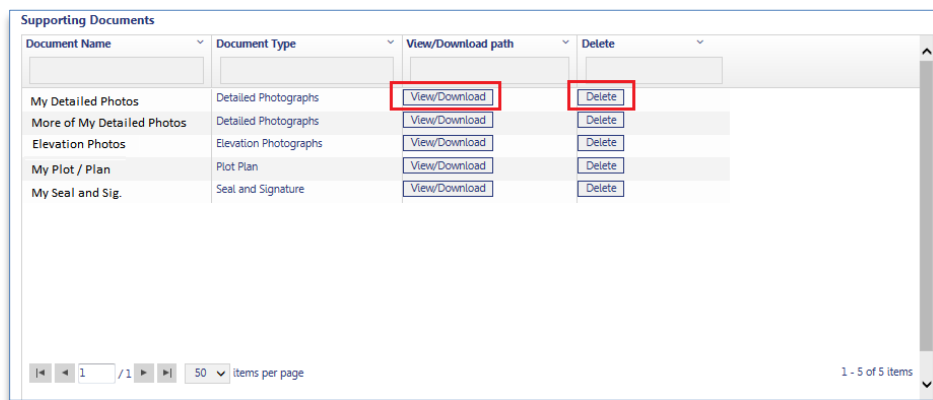 Supporting Documents
Document Name Document Type View/Download path Delete
My Detailed Photos Detailed Photographs View/Download Delete
More of My Detailed Photos Detailed Photographs View/Download Delete
Elevation Photos Elevation Photographs View/Download Delete
My Plot / Plan Plot Plan View/Download Delete
My Seal and Sig. Seal and Signature View/Download Delete
1 / 1 50 items per page 1 - 5 of 5 items